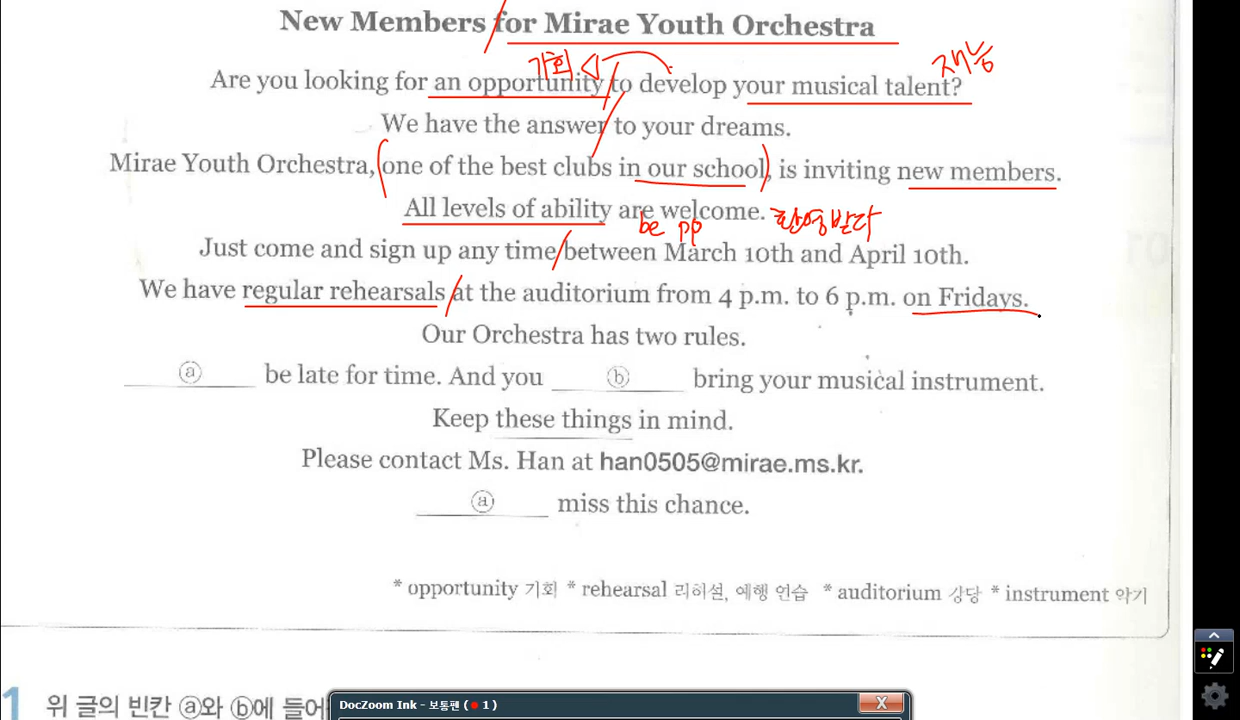 New Members for Mirae Youth Orchestra
기회 재능
Are you looking for an opportunity to develop your musical talent?
We have the answer to your dreams.
Mirae Youth Orchestra, (one of the best clubs in our school), is inviting new members.
All levels of ability are welcome. 환영받다
be pp
Just come and sign up any time between March 10th and April 10th.
We have regular rehearsals at the auditorium from 4 p.m. to 6 p.m. on Fridays.
Our Orchestra has two rules.
ⓐ be late for time. And you ⓑ bring your musical instrument.
Keep these things in mind.
Please contact Ms. Han at han0505@mirae.ms.kr.
ⓐ miss this chance.
* opportunity 기회 * rehearsal 리허설, 예행 연습 * auditorium 강당 * instrument 악기
1 위 글의 빈칸 ⓐ와 ⓑ에 들어
DocZoom Ink - 보통펜 ( 1 ) X